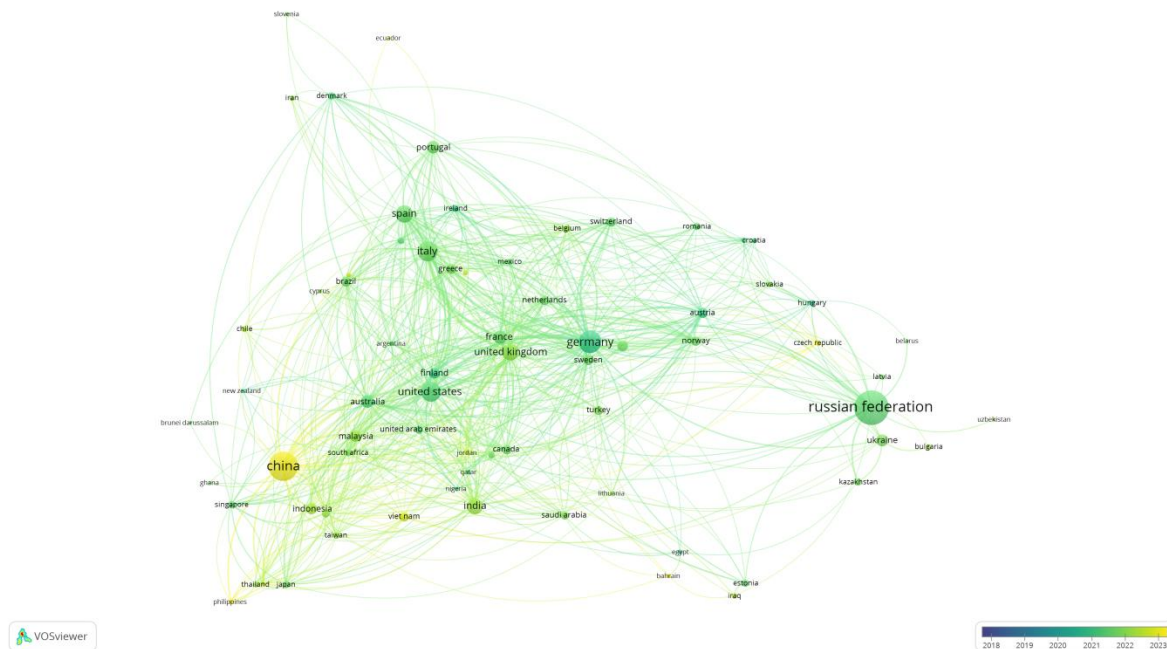 slovenia
ecuador
iran
denmark
portugal
spain
ireland
belgium
switzerland
romania
croatia
italy
greece
mexico
brazil
cyprus
slovakia
netherlands
hungary
austria
chile
argentina
france
united kingdom
germany
sweden
norway
czech republic
belarus
finland
latvia
new zealand
united states
australia
turkey
russian federation
brunei darussalam
united arab emirates
uzbekistan
malaysia
ukraine
bulgaria
south africa
jordan
canada
china
qatar
ghana
nigeria
lithuania
kazakhstan
singapore
indonesia
viet nam
india
saudi arabia
taiwan
egypt
thailand
japan
bahrain
estonia
philippines
iraq
VOSviewer
2018 2019 2020 2021 2022 2023